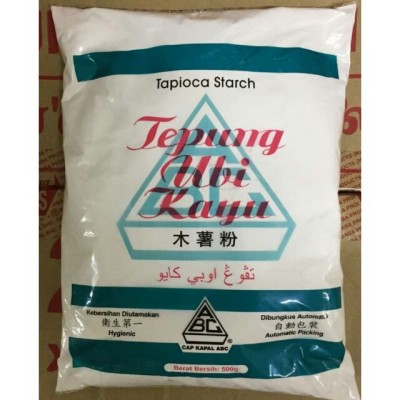 Tapioca Starch
Tepung
Ubi
Kayu
木薯粉
تڤوڠ اوبي كايو
Kebersihan Diutamakan
衛生第一
Hygienic
ABC
®
CAP KAPAL ABC
Dibungkus Automatik
自動包裝
Automatic Packing
Berat Bersih: 500g